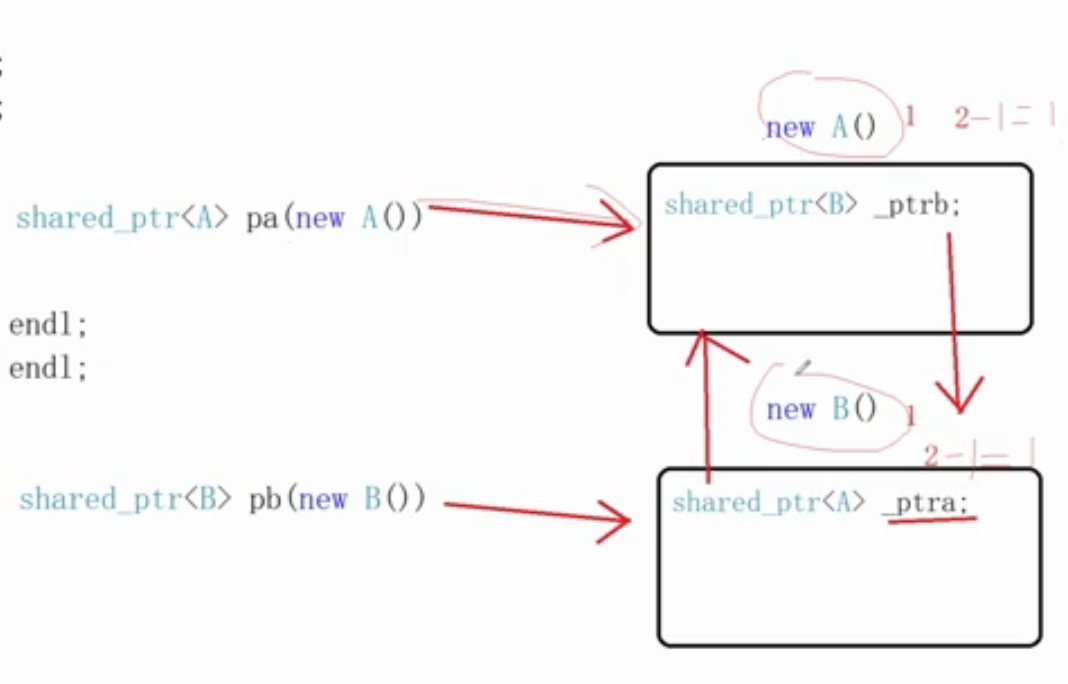 ;
;
new A() 1 2-1=1
shared_ptr<B> _ptrb;
shared_ptr<A> pa(new A())
endl;
endl;
new B() 1
2-1=1
shared_ptr<B> pb(new B())
shared_ptr<A> _ptra;